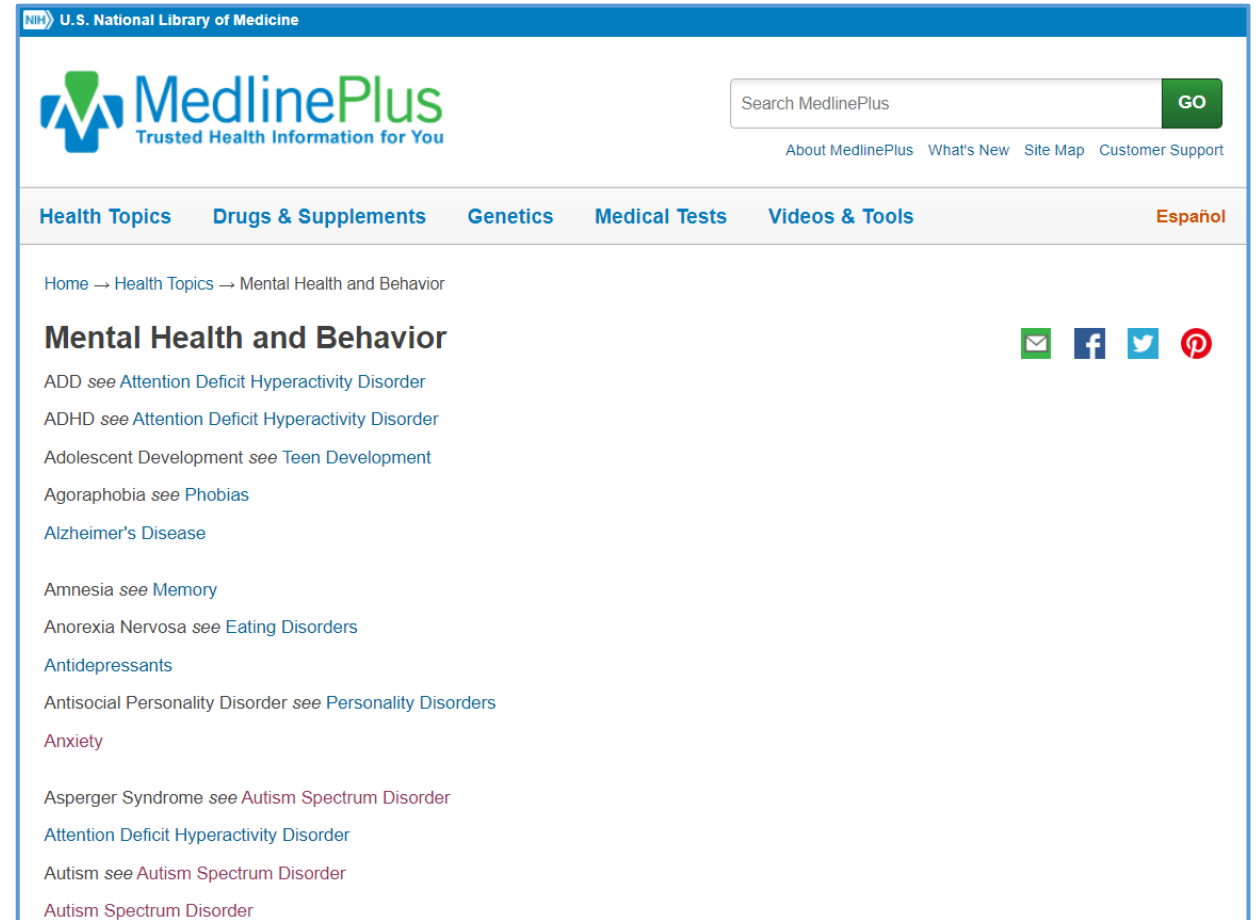 NIH U.S. National Library of Medicine
MedlinePlus
Trusted Health Information for You
Search MedlinePlus
GO
About MedlinePlus What's New Site Map Customer Support
Health Topics Drugs & Supplements Genetics Medical Tests Videos & Tools Español
Home → Health Topics → Mental Health and Behavior
Mental Health and Behavior
ADD see Attention Deficit Hyperactivity Disorder
ADHD see Attention Deficit Hyperactivity Disorder
Adolescent Development see Teen Development
Agoraphobia see Phobias
Alzheimer's Disease
Amnesia see Memory
Anorexia Nervosa see Eating Disorders
Antidepressants
Antisocial Personality Disorder see Personality Disorders
Anxiety
Asperger Syndrome see Autism Spectrum Disorder
Attention Deficit Hyperactivity Disorder
Autism see Autism Spectrum Disorder
Autism Spectrum Disorder